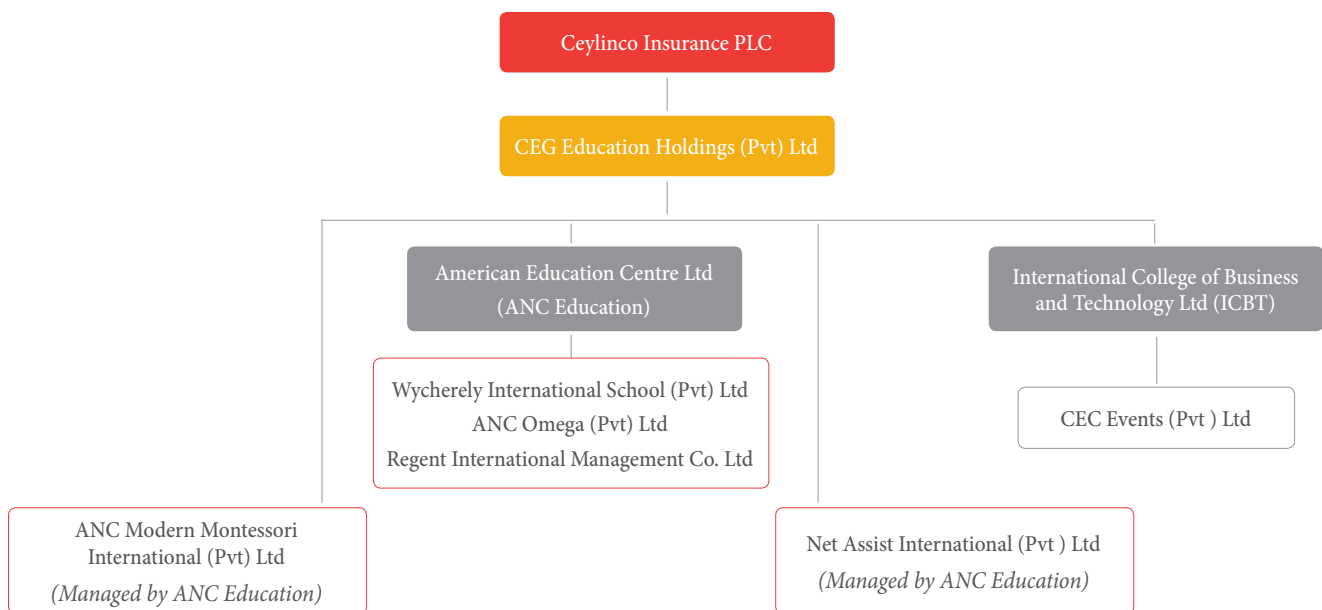 Ceylinco Insurance PLC
CEG Education Holdings (Pvt) Ltd
American Education Centre Ltd
(ANC Education)
International College of Business
and Technology Ltd (ICBT)
Wycherely International School (Pvt) Ltd
ANC Omega (Pvt) Ltd
Regent International Management Co. Ltd
CEC Events (Pvt ) Ltd
ANC Modern Montessori
International (Pvt) Ltd
(Managed by ANC Education)
Net Assist International (Pvt ) Ltd
(Managed by ANC Education)